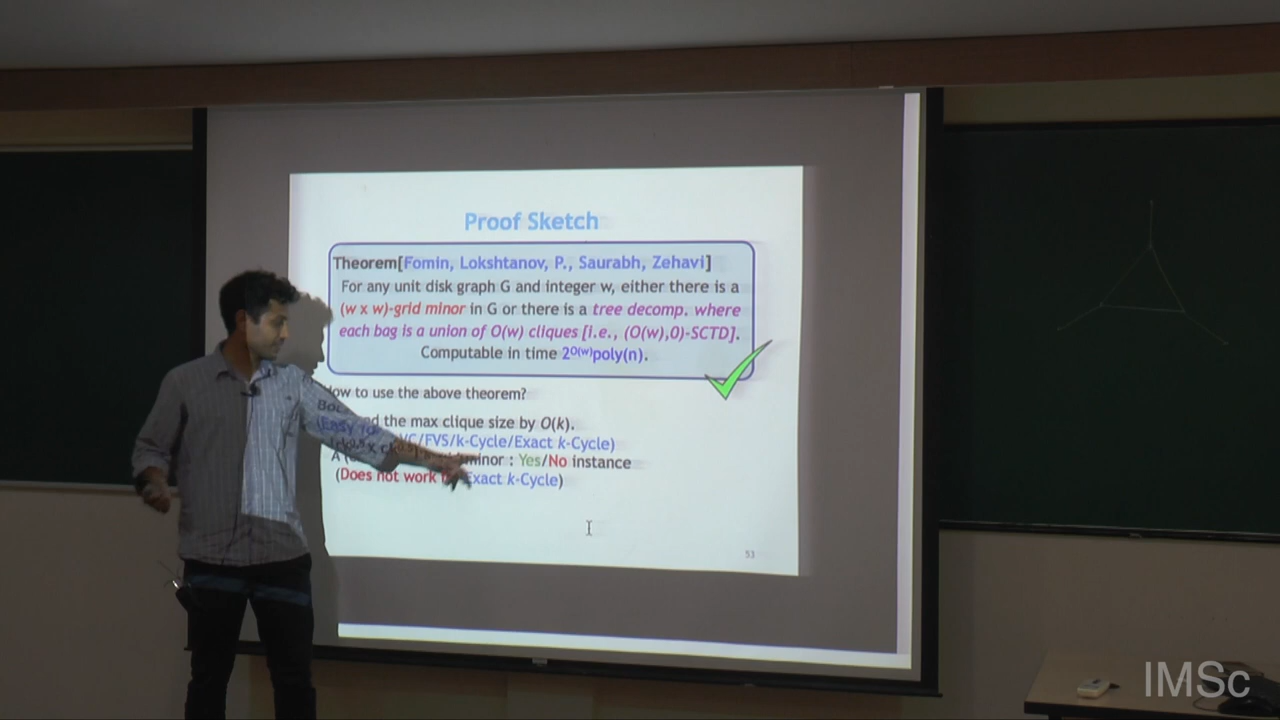 Proof Sketch
Theorem[Fomin, Lokshtanov, P., Saurabh, Zehavi]
For any unit disk graph G and integer w, either there is a
(w x w)-grid minor in G or there is a tree decomp. where
each bag is a union of O(w) cliques [i.e., (O(w),0)-SCTD].
Computable in time 2^O(w)poly(n).
ow to use the above theorem?
the max clique size by O(k).
VC/FVS/k-Cycle/Exact k-Cycle)
minor : Yes/No instance
(Does not work Exact k-Cycle)
53
IMSc